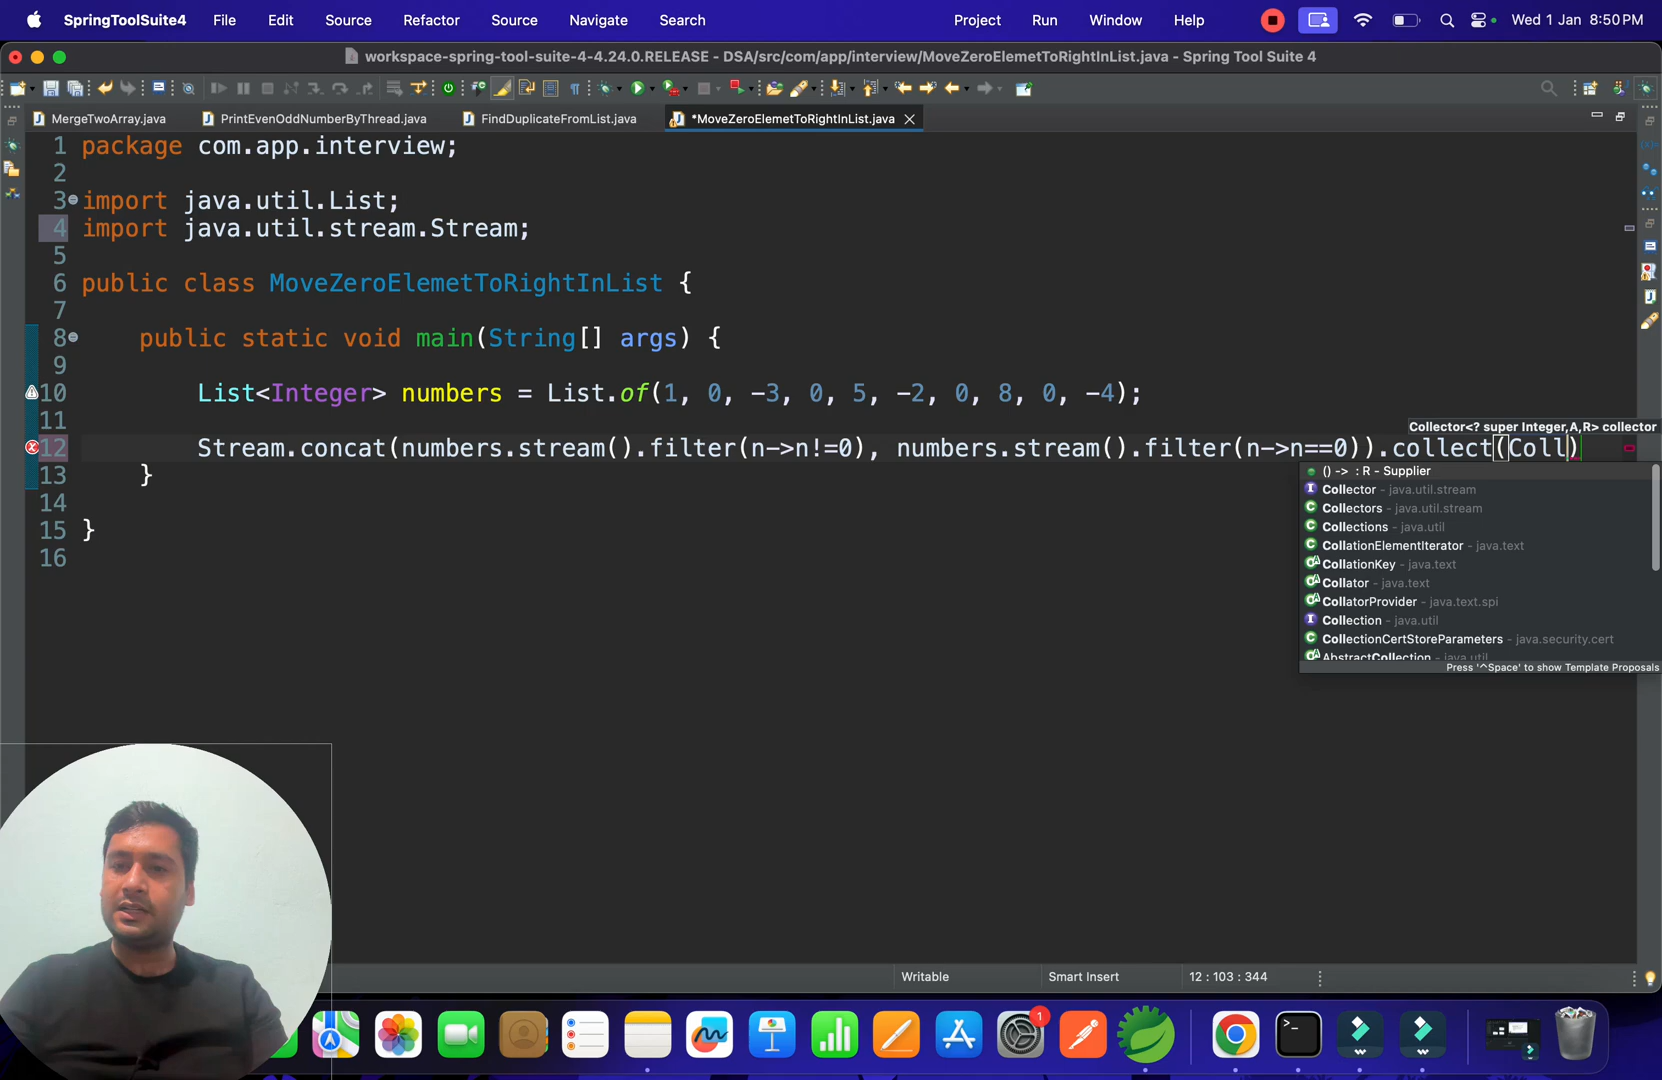 SpringToolSuite4 File Edit Source Refactor Source Navigate Search Project Run Window Help Wed 1 Jan 8:50 PM
workspace-spring-tool-suite-4-4.24.0.RELEASE - DSA/src/com/app/interview/MoveZeroElemetToRightInList.java - Spring Tool Suite 4
MergeTwoArray.java PrintEvenOddNumberByThread.java FindDuplicateFromList.java *MoveZeroElemetToRightInList.java
1 package com.app.interview;
2
3 import java.util.List;
4 import java.util.stream.Stream;
5
6 public class MoveZeroElemetToRightInList {
7
8 public static void main(String[] args) {
9
10 List<Integer> numbers = List.of(1, 0, -3, 0, 5, -2, 0, 8, 0, -4);
11
Collector<? super Integer,A,R> collector
12 Stream.concat(numbers.stream().filter(n->n!=0), numbers.stream().filter(n->n==0)).collect(Coll)
13 }
14
15 }
16
() -> : R - Supplier
Collector - java.util.stream
Collectors - java.util.stream
Collections - java.util
CollationElementIterator - java.text
CollationKey - java.text
Collator - java.text
CollatorProvider - java.text.spi
Collection - java.util
CollectionCertStoreParameters - java.security.cert
AbstractCollection - java.util
Press '^Space' to show Template Proposals
Writable Smart Insert 12 : 103 : 344
1